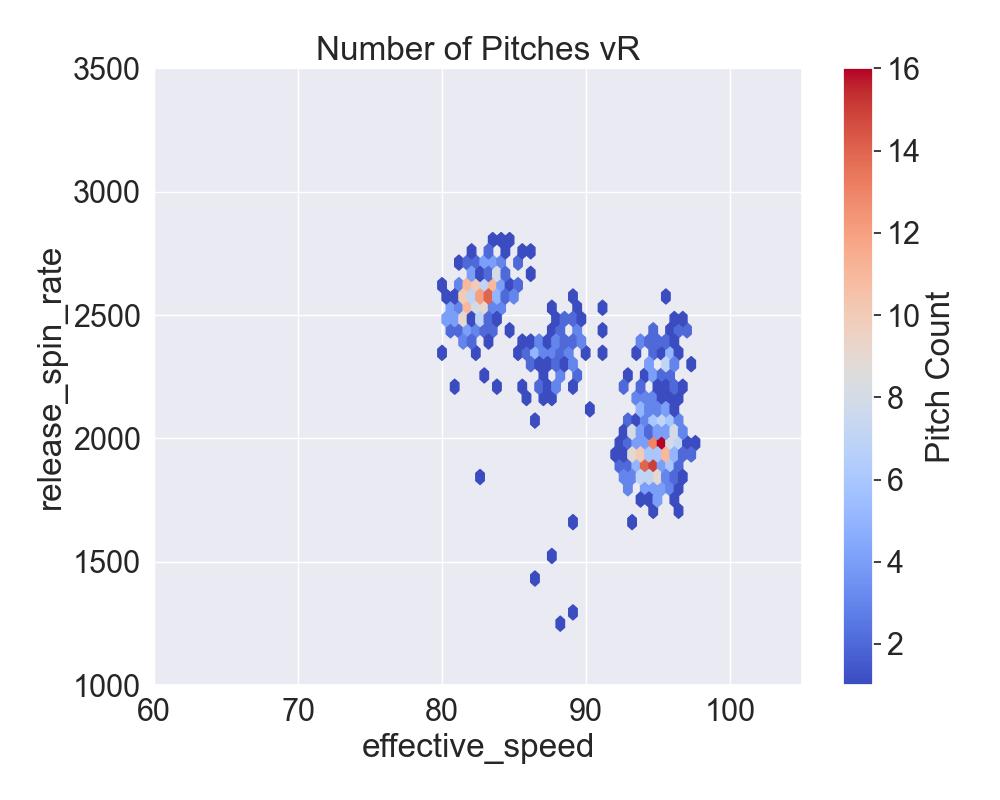 Number of Pitches vR
3500
3000
2500
2000
1500
1000
release_spin_rate
60 70 80 90 100
effective_speed
16
14
12
10
8
6
4
2
Pitch Count